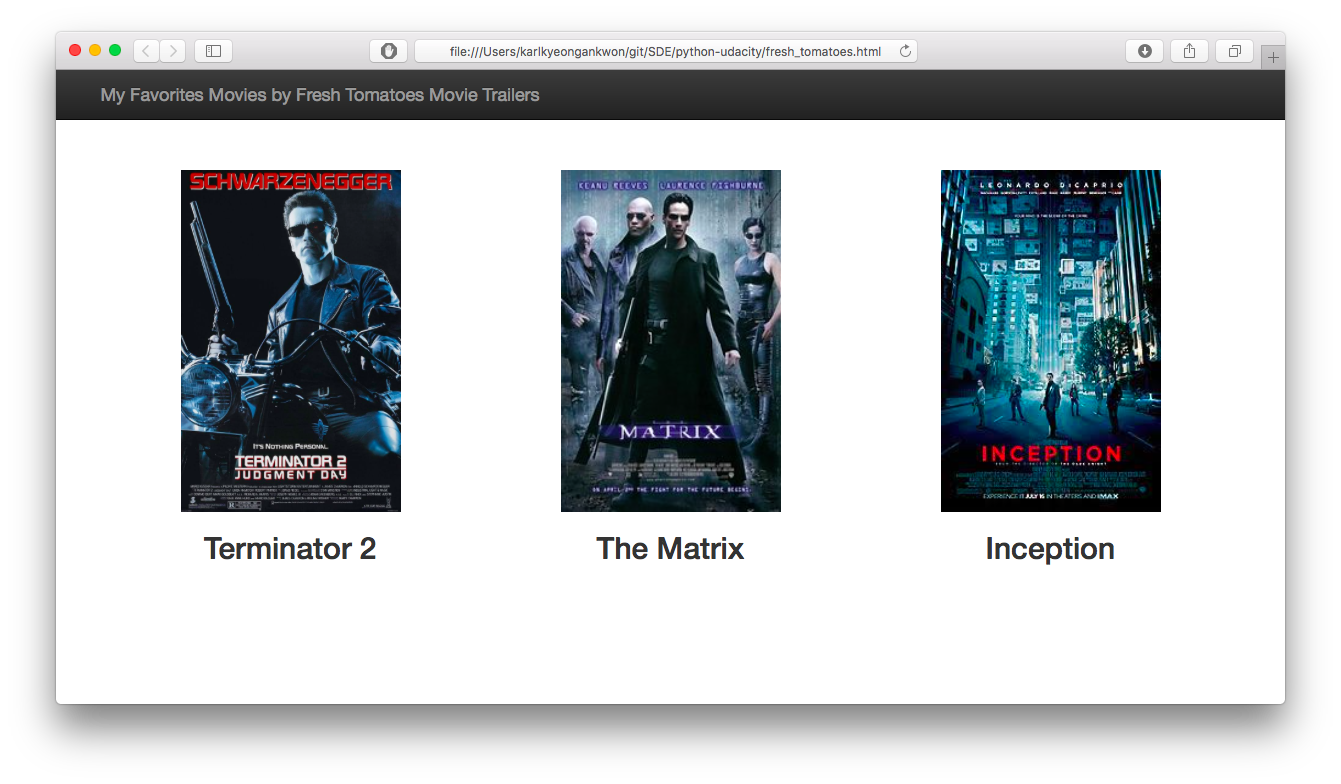 file:///Users/karlkyeongankwon/git/SDE/python-udacity/fresh_tomatoes.html
My Favorites Movies by Fresh Tomatoes Movie Trailers
SCHWARZENEGGER
IT'S NOTHING PERSONAL.
TERMINATOR 2
JUDGMENT DAY
R
Terminator 2
KEANU REEVES LAURENCE FISHBURNE
THE
MATRIX
ON APRIL 2ND THE FIGHT FOR THE FUTURE BEGINS.
The Matrix
LEONARDO DiCAPRIO
YOUR MIND IS THE SCENE OF THE CRIME.
INCEPTION
FROM THE DIRECTOR OF THE DARK KNIGHT
EXPERIENCE IT JULY 16 IN THEATERS AND IMAX
Inception